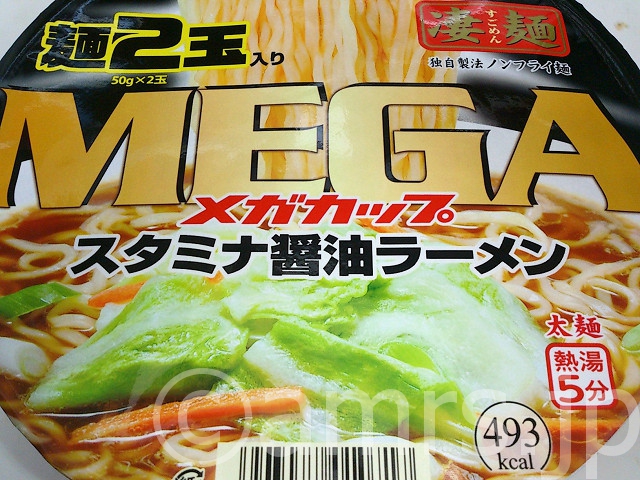 麺2玉入り
50g×2玉
すごめん
凄麺
独自製法ノンフライ麺
MEGA
メガカップ
スタミナ醤油ラーメン
太麺
熱湯
5分
493
kcal
©amrs.jp